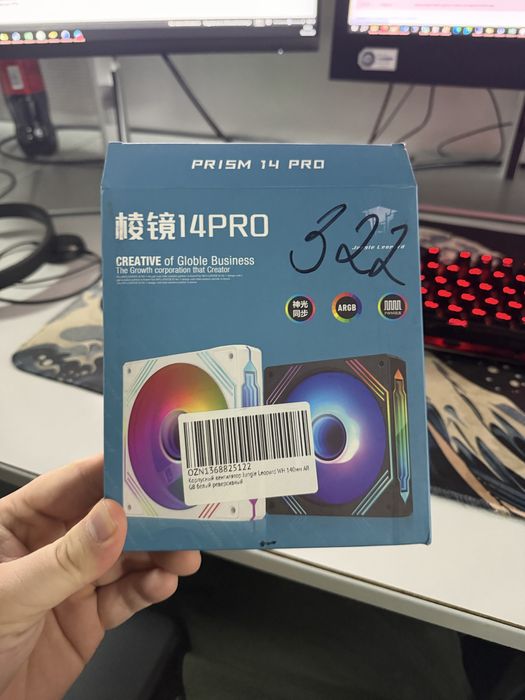 PRISM 14 PRO
棱镜14PRO
Jungle Leopard
322
CREATIVE of Globle Business
The Growth corporation that Creator
神光
同步
ARGB
OZN1368825122
Корпусный вентилятор Jungle Leopard WH 140мм AR
GB белый реверсивный